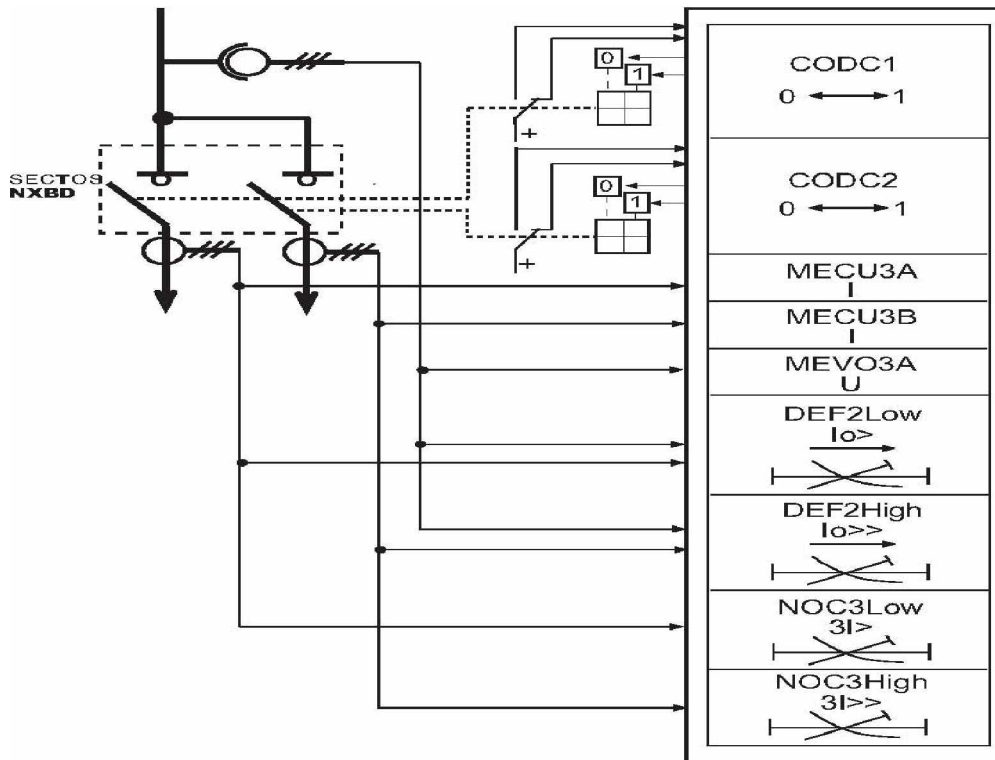 SECTOS
NXBD
0
1
+
0
1
+
CODC1
0 1
CODC2
0 1
MECU3A
I
MECU3B
I
MEVO3A
U
DEF2Low
Io>
DEF2High
Io>>
NOC3Low
3I>
NOC3High
3I>>